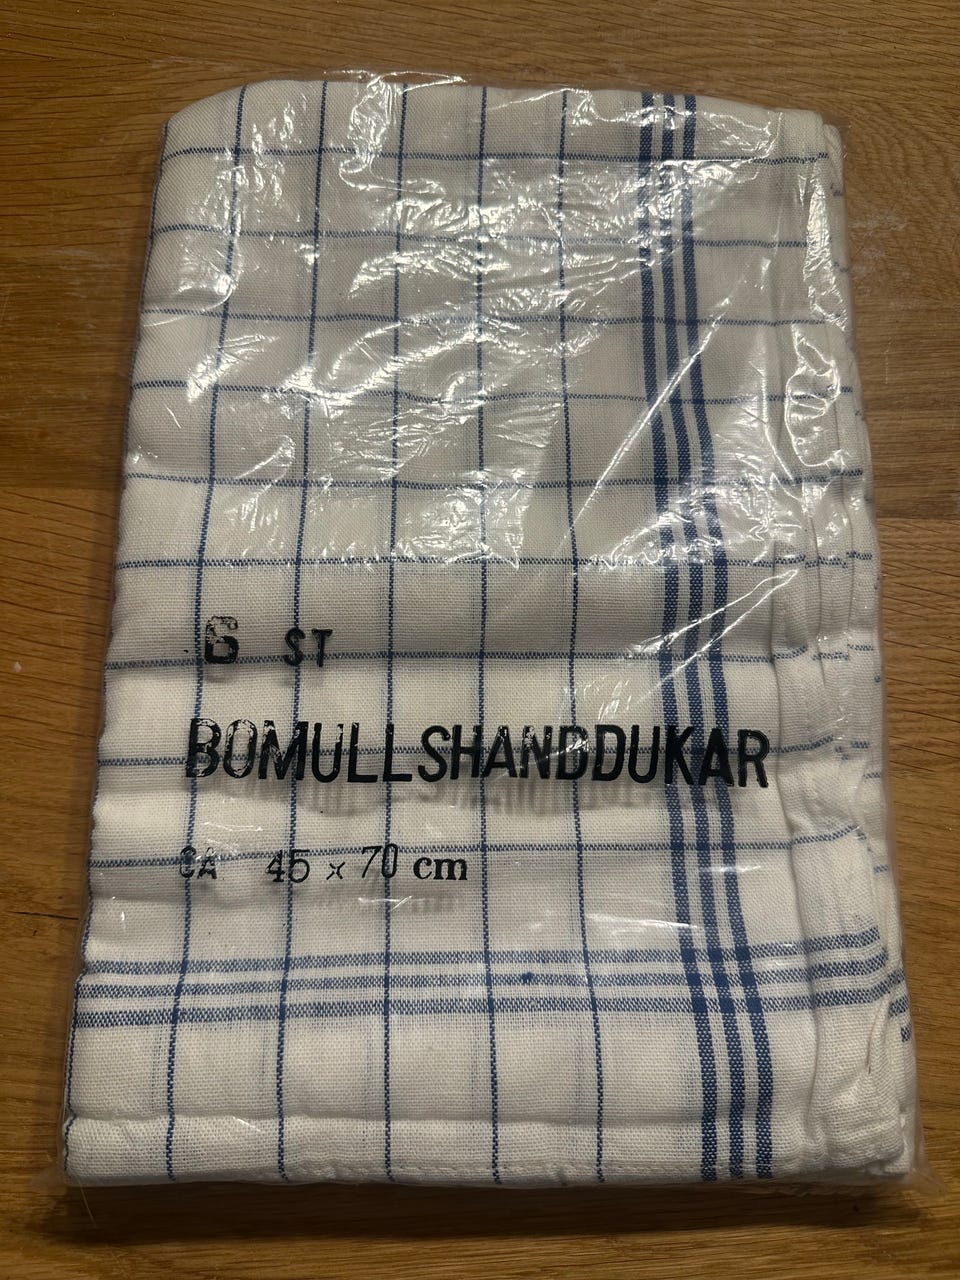 6 ST
BOMULLSHANDDUKAR
CA 45 x 70 cm